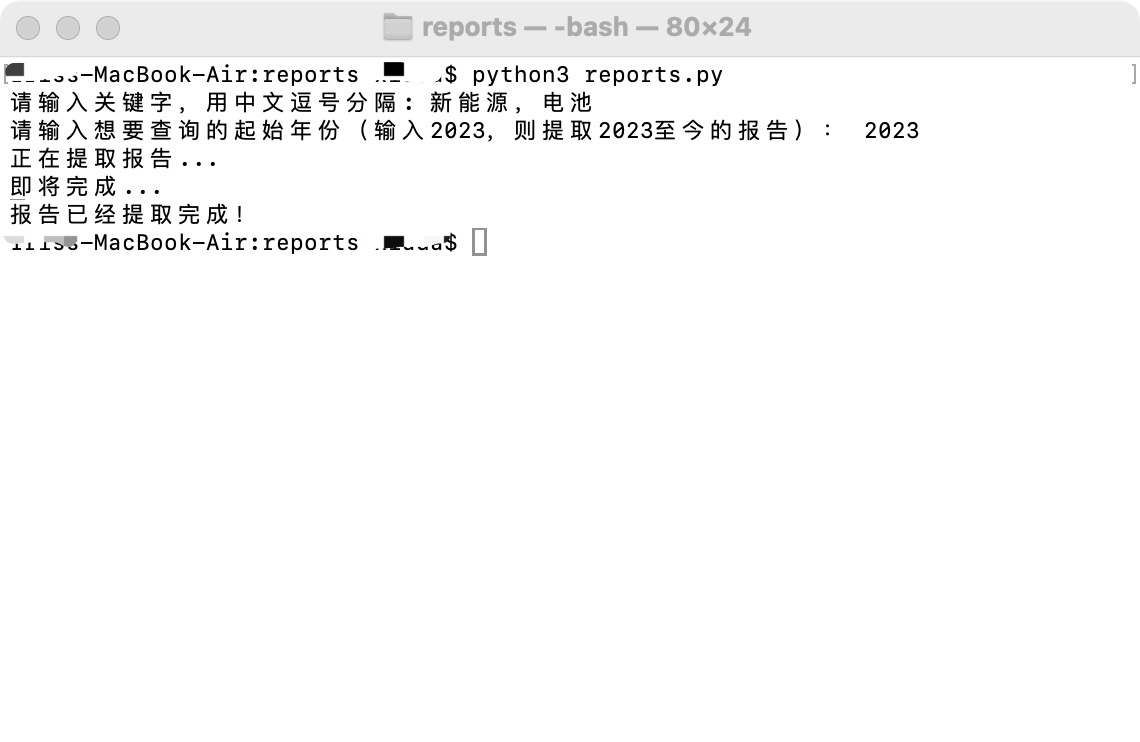 reports — -bash — 80×24
-MacBook-Air:reports $ python3 reports.py
请输入关键字，用中文逗号分隔：新能源，电池
请输入想要查询的起始年份（输入2023，则提取2023至今的报告）： 2023
正在提取报告...
即将完成...
报告已经提取完成！
-MacBook-Air:reports $